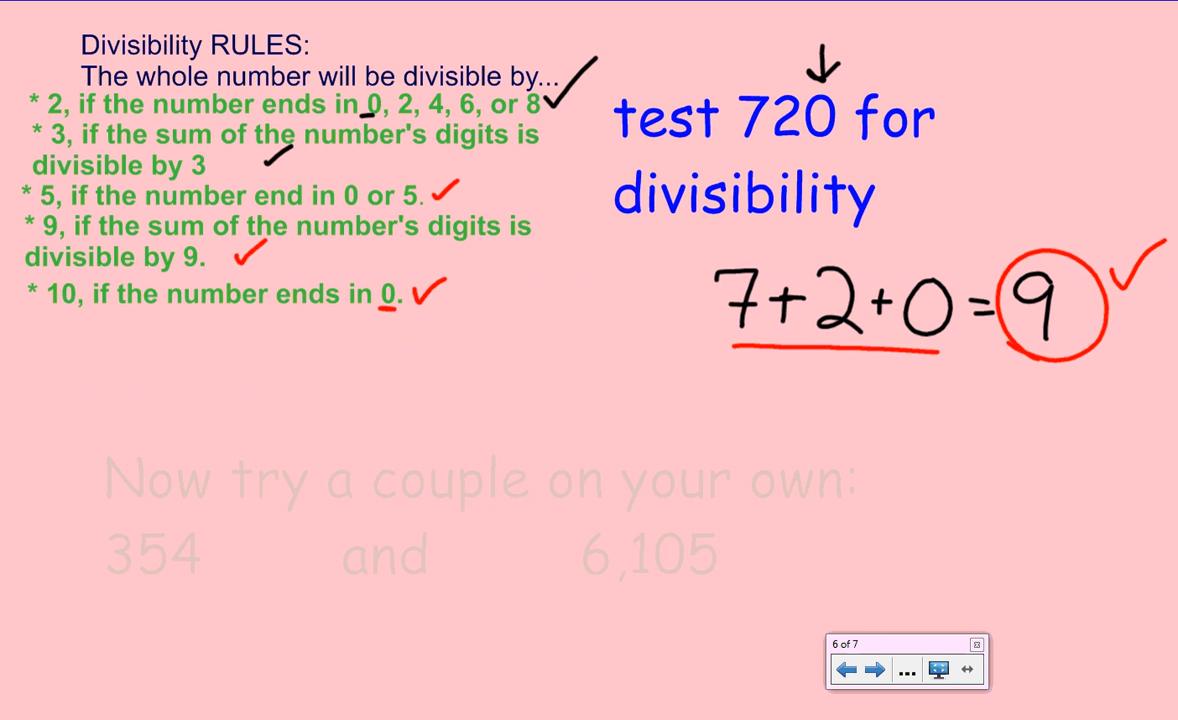 Divisibility RULES:
The whole number will be divisible by...
* 2, if the number ends in 0, 2, 4, 6, or 8
* 3, if the sum of the number's digits is
divisible by 3
* 5, if the number end in 0 or 5.
* 9, if the sum of the number's digits is
divisible by 9.
* 10, if the number ends in 0.
test 720 for
divisibility
7+2+0=9
Now try a couple on your own:
354 and 6,105
6 of 7
...